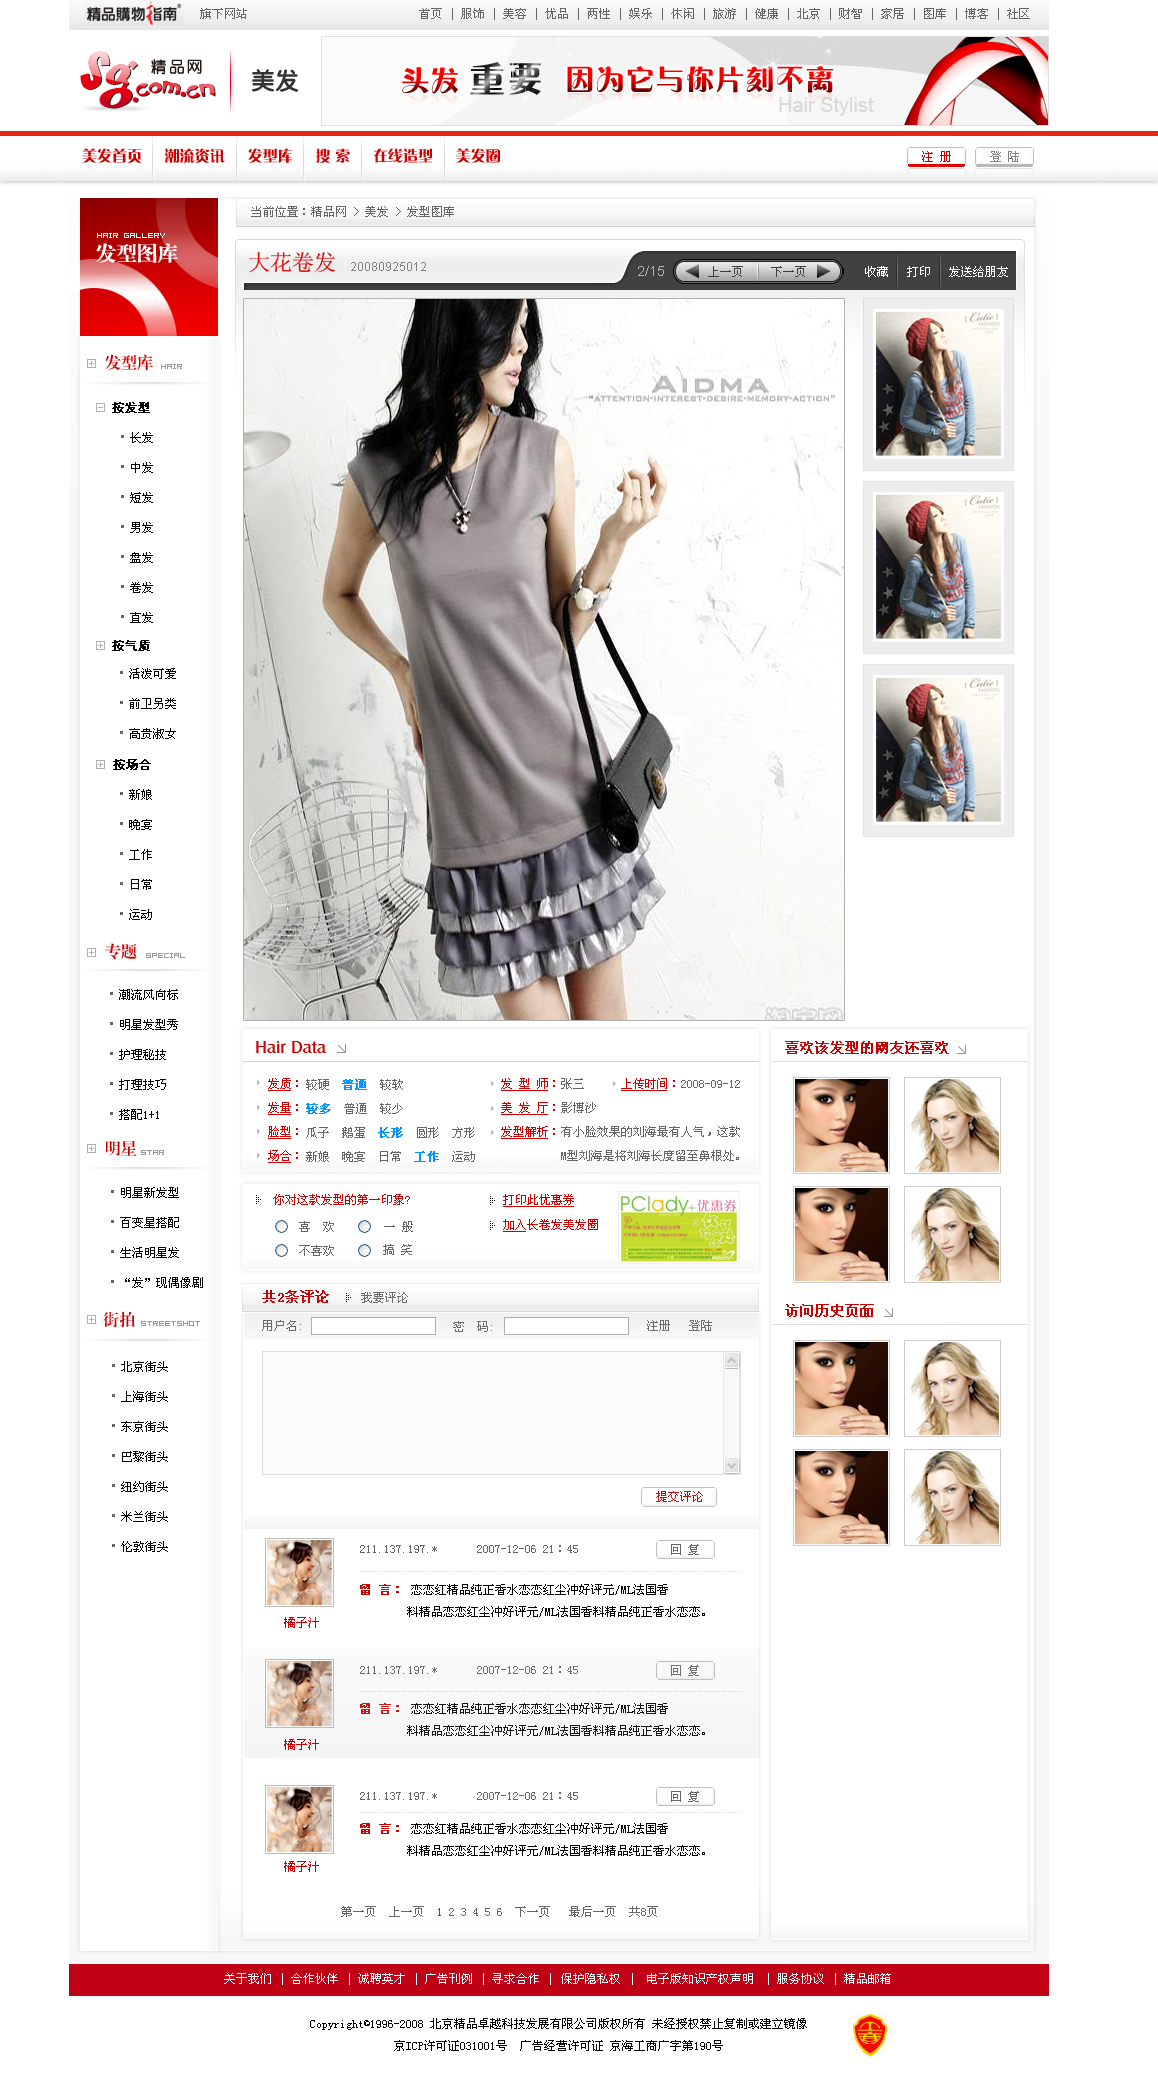 精品購物指南 旗下网站 首页 | 服饰 | 美容 | 优品 | 两性 | 娱乐 | 休闲 | 旅游 | 健康 | 北京 | 财智 | 家居 | 图库 | 博客 | 社区
Sg.com.cn 精品网 美发
头发 重要 因为它与你片刻不离
Hair Stylist
美发首页 潮流资讯 发型库 搜 索 在线造型 美发圈 注 册 登 陆
HAIR GALLERY
发型图库
当前位置：精品网 > 美发 > 发型图库
大花卷发 20080925012 2/15 上一页 下一页 收藏 打印 发送给朋友
AIDMA
"ATTENTION-INTEREST-DESIRE-MEMORY-ACTION"
淘宝网
[Cutie]
FASHION
[Cutie]
FASHION
[Cutie]
FASHION
发型库 HAIR
按发型
长发
中发
短发
男发
盘发
卷发
直发
按气质
活泼可爱
前卫另类
高贵淑女
按场合
新娘
晚宴
工作
日常
运动
专题 SPECIAL
潮流风向标
明星发型秀
护理秘技
打理技巧
搭配1+1
明星 STAR
明星新发型
百变星搭配
生活明星发
“发”现偶像剧
街拍 STREETSHOT
北京街头
上海街头
东京街头
巴黎街头
纽约街头
米兰街头
伦敦街头
Hair Data
发质： 较硬 普通 较软 发 型 师：张三 上传时间：2008-09-12
发量： 较多 普通 较少 美 发 厅：影博沙
脸型： 瓜子 鹅蛋 长形 圆形 方形 发型解析：有小脸效果的刘海最有人气，这款
场合： 新娘 晚宴 日常 工作 运动 M型刘海是将刘海长度留至鼻根处。
你对这款发型的第一印象? 打印此优惠券
喜 欢 一 般 加入长卷发美发圈
不喜欢 搞 笑
PClady+优惠券
共2条评论 我要评论
用户名: 密 码: 注册 登陆
提交评论
211.137.197.* 2007-12-06 21：45 回 复
留 言： 恋恋红精品纯正香水恋恋红尘冲好评元/ML法国香
料精品恋恋红尘冲好评元/ML法国香料精品纯正香水恋恋。
橘子汁
211.137.197.* 2007-12-06 21：45 回 复
留 言： 恋恋红精品纯正香水恋恋红尘冲好评元/ML法国香
料精品恋恋红尘冲好评元/ML法国香料精品纯正香水恋恋。
橘子汁
211.137.197.* 2007-12-06 21：45 回 复
留 言： 恋恋红精品纯正香水恋恋红尘冲好评元/ML法国香
料精品恋恋红尘冲好评元/ML法国香料精品纯正香水恋恋。
橘子汁
第一页 上一页 1 2 3 4 5 6 下一页 最后一页 共8页
喜欢该发型的网友还喜欢
访问历史页面
关于我们 | 合作伙伴 | 诚聘英才 | 广告刊例 | 寻求合作 | 保护隐私权 | 电子版知识产权声明 | 服务协议 | 精品邮箱
Copyright©1996-2008 北京精品卓越科技发展有限公司版权所有 未经授权禁止复制或建立镜像
京ICP许可证031001号 广告经营许可证 京海工商广字第190号